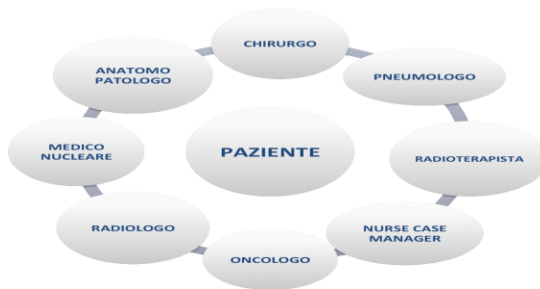 CHIRURGO
ANATOMO
PATOLOGO
PNEUMOLOGO
MEDICO
NUCLEARE
PAZIENTE
RADIOTERAPISTA
RADIOLOGO
NURSE CASE
MANAGER
ONCOLOGO